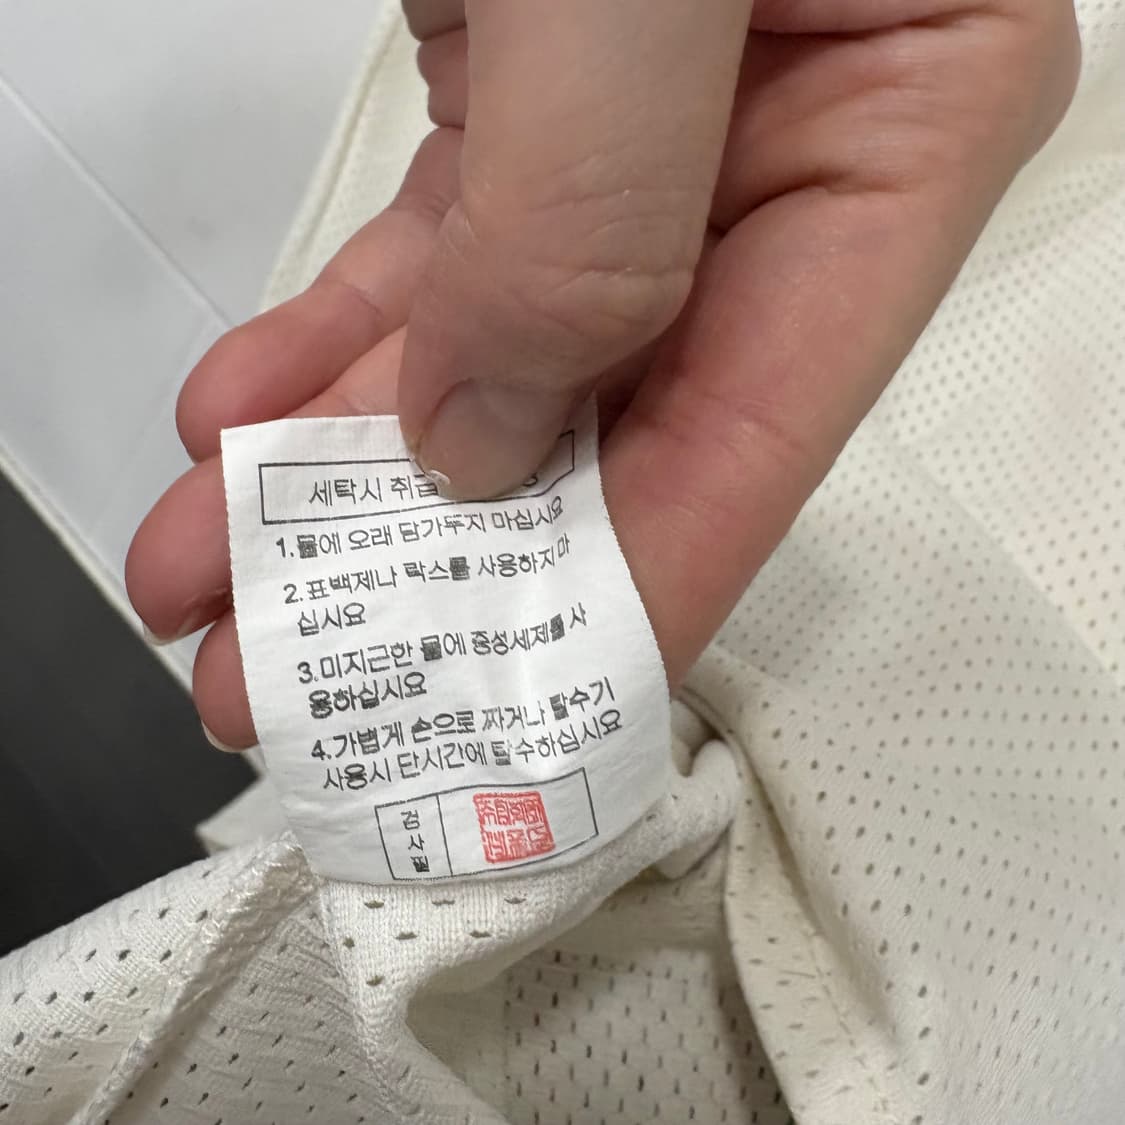 세탁시 취급
1.물에 오래 담가두지 마십시오
2.표백제나 락스를 사용하지 마
십시요
3.미지근한 물에 중성세제를 사
용하십시요
4.가볍게 손으로 짜거나 탈수기
사용시 단시간에 탈수하십시요
검사필